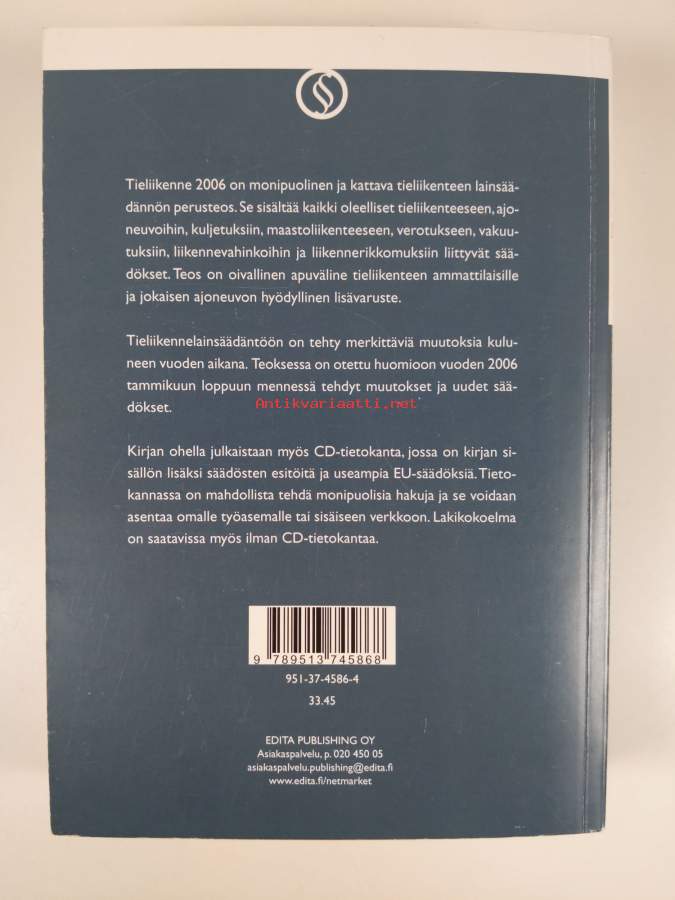 §
Tieliikenne 2006 on monipuolinen ja kattava tieliikenteen lainsää-
dännön perusteos. Se sisältää kaikki oleelliset tieliikenteeseen, ajo-
neuvoihin, kuljetuksiin, maastoliikenteeseen, verotukseen, vakuu-
tuksiin, liikennevahinkoihin ja liikennerikkomuksiin liittyvät sää-
dökset. Teos on oivallinen apuväline tieliikenteen ammattilaisille
ja jokaisen ajoneuvon hyödyllinen lisävaruste.
Tieliikennelainsäädäntöön on tehty merkittäviä muutoksia kulu-
neen vuoden aikana. Teoksessa on otettu huomioon vuoden 2006
tammikuun loppuun mennessä tehdyt muutokset ja uudet sää-
dökset.
Antikvariaatti.net
Kirjan ohella julkaistaan myös CD-tietokanta, jossa on kirjan si-
sällön lisäksi säädösten esitöitä ja useampia EU-säädöksiä. Tieto-
kannassa on mahdollista tehdä monipuolisia hakuja ja se voidaan
asentaa omalle työasemalle tai sisäiseen verkkoon. Lakikokoelma
on saatavissa myös ilman CD-tietokantaa.
9 789513 745868
951-37-4586-4
33.45
EDITA PUBLISHING OY
Asiakaspalvelu, p. 020 450 05
asiakaspalvelu.publishing@edita.fi
www.edita.fi/netmarket